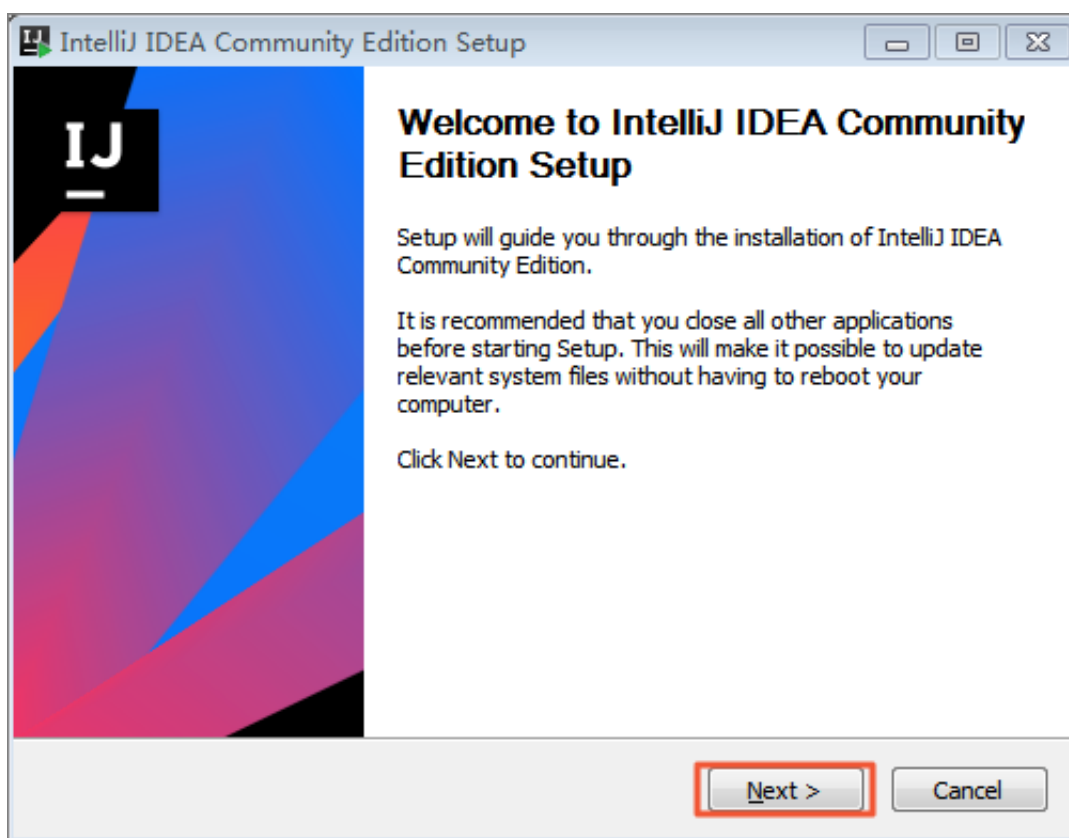 IntelliJ IDEA Community Edition Setup
IJ
Welcome to IntelliJ IDEA Community
Edition Setup
Setup will guide you through the installation of IntelliJ IDEA
Community Edition.
It is recommended that you close all other applications
before starting Setup. This will make it possible to update
relevant system files without having to reboot your
computer.
Click Next to continue.
Next >
Cancel